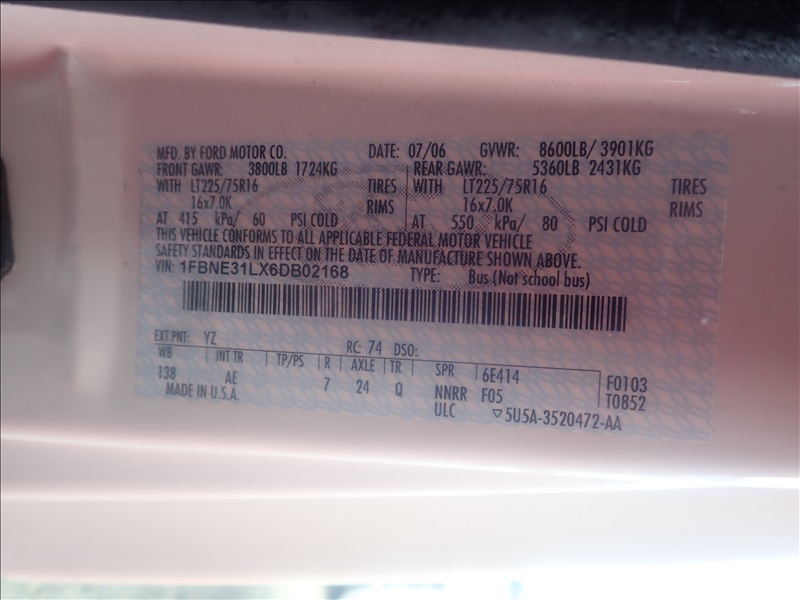 MFD. BY FORD MOTOR CO. DATE: 07/06 GVWR: 8600LB/ 3901KG
FRONT GAWR: 3800LB 1724KG REAR GAWR: 5360LB 2431KG
WITH LT225/75R16 TIRES WITH LT225/75R16 TIRES
16x7.0K RIMS 16x7.0K RIMS
AT 415 kPa/ 60 PSI COLD AT 550 kPa/ 80 PSI COLD
THIS VEHICLE CONFORMS TO ALL APPLICABLE FEDERAL MOTOR VEHICLE
SAFETY STANDARDS IN EFFECT ON THE DATE OF MANUFACTURE SHOWN ABOVE.
VIN: 1FBNE31LX6DB02168 TYPE: Bus (Not school bus)
EXT PNT: YZ RC: 74 DSO:
WB INT TR TP/PS R AXLE TR SPR 6E414 F0103
138 AE 7 24 Q NNRR F05 T0852
MADE IN U.S.A. ULC ▽5U5A-3520472-AA